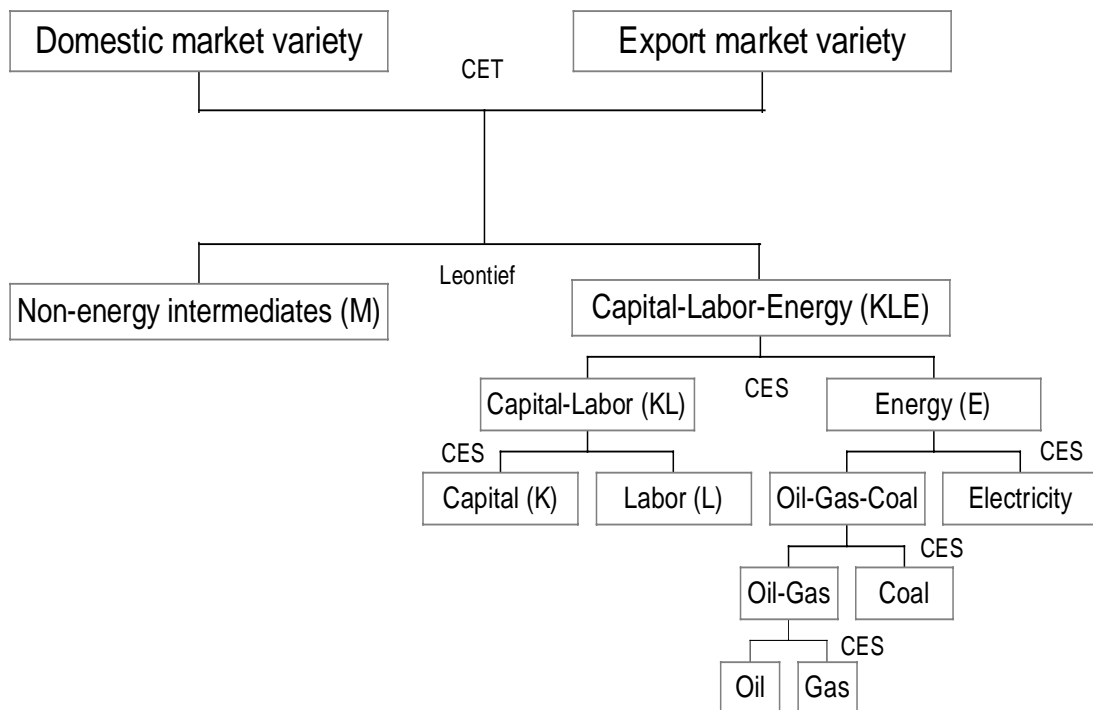 Domestic market variety
Export market variety
CET
Leontief
Non-energy intermediates (M)
Capital-Labor-Energy (KLE)
CES
Capital-Labor (KL)
Energy (E)
CES
CES
Capital (K)
Labor (L)
Oil-Gas-Coal
Electricity
CES
Oil-Gas
Coal
CES
Oil
Gas